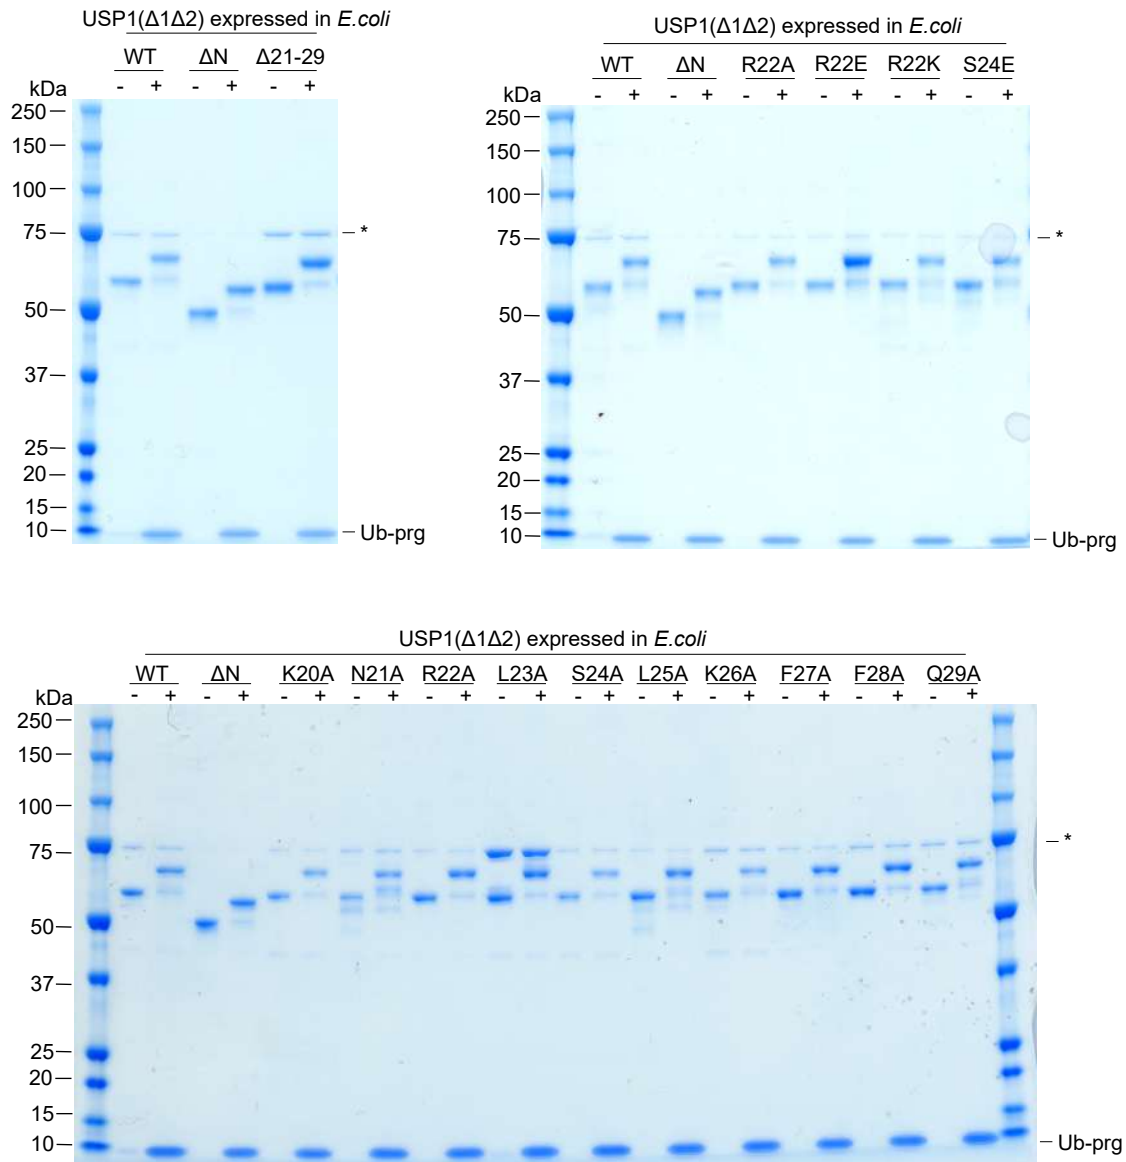 USP1(Δ1Δ2) expressed in E.coli
WT ΔN Δ21-29
kDa - + - + - +
250
150
100
75
50
37
25
20
15
10
*
Ub-prg
USP1(Δ1Δ2) expressed in E.coli
WT ΔN R22A R22E R22K S24E
kDa - + - + - + - + - + - +
250
150
100
75
50
37
25
20
15
10
*
Ub-prg
USP1(Δ1Δ2) expressed in E.coli
WT ΔN K20A N21A R22A L23A S24A L25A K26A F27A F28A Q29A
kDa - + - + - + - + - + - + - + - + - + - + - + - +
250
150
100
75
50
37
25
20
15
10
*
Ub-prg